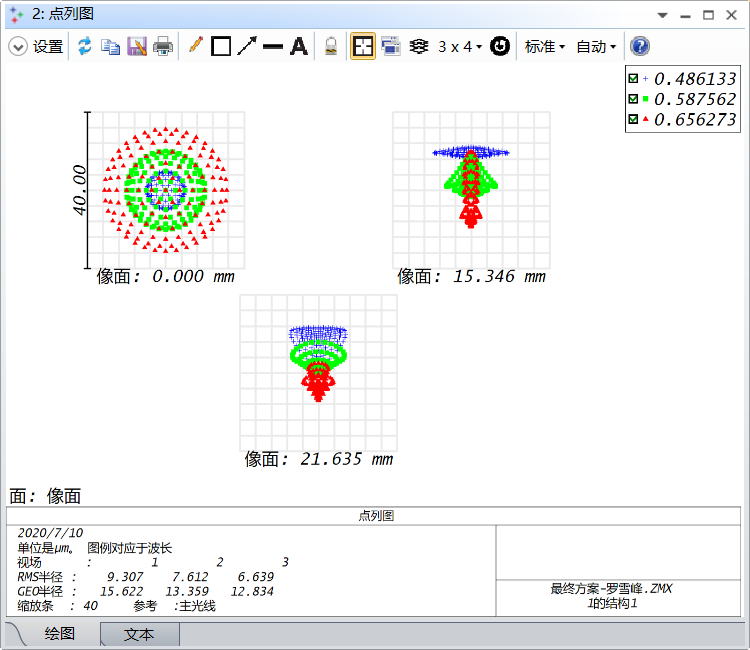 2: 点列图
设置
A
3 x 4
标准
自动
0.486133
0.587562
0.656273
40.00
像面: 0.000 mm
像面: 15.346 mm
像面: 21.635 mm
面: 像面
点列图
2020/7/10
单位是µm。 图例对应于波长
视场 : 1 2 3
RMS半径 : 9.307 7.612 6.639
GEO半径 : 15.622 13.359 12.834
缩放条 : 40 参考 :主光线
最终方案-罗雪峰.ZMX
1的结构1
绘图
文本